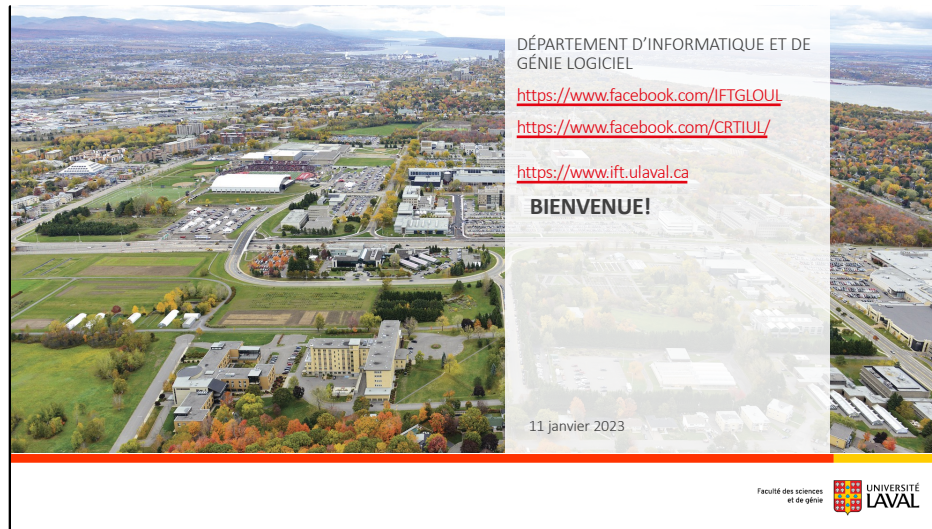 DÉPARTEMENT D’INFORMATIQUE ET DE
GÉNIE LOGICIEL
https://www.facebook.com/IFTGLOUL
https://www.facebook.com/CRTIUL/
https://www.ift.ulaval.ca
BIENVENUE!
11 janvier 2023
Faculté des sciences
et de génie
UNIVERSITÉ
LAVAL